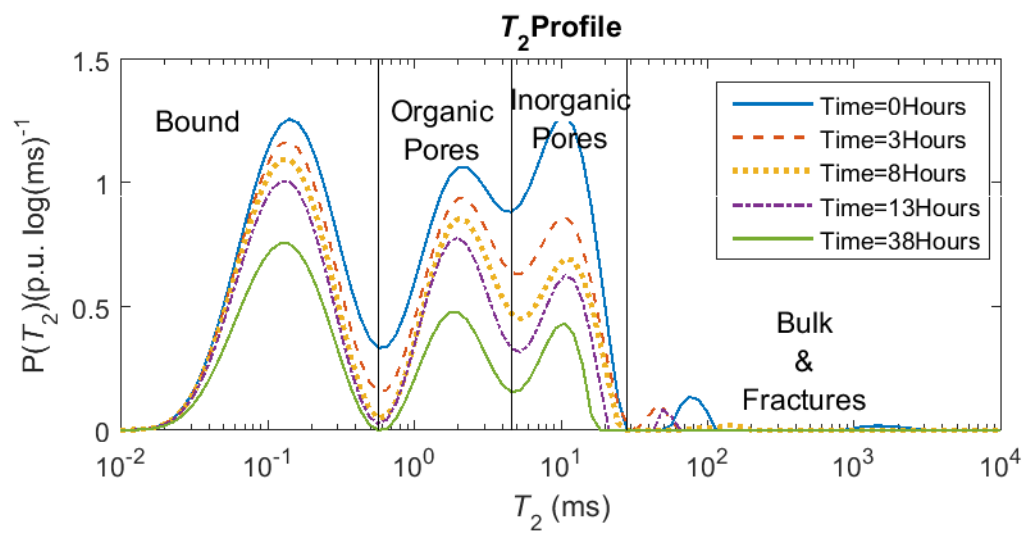 T2Profile
P(T2)(p.u. log(ms)-1
1.5
1
0.5
0
Bound
Organic
Pores
Inorganic
Pores
Bulk
&
Fractures
Time=0Hours
Time=3Hours
Time=8Hours
Time=13Hours
Time=38Hours
10-2 10-1 100 101 102 103 104
T2 (ms)